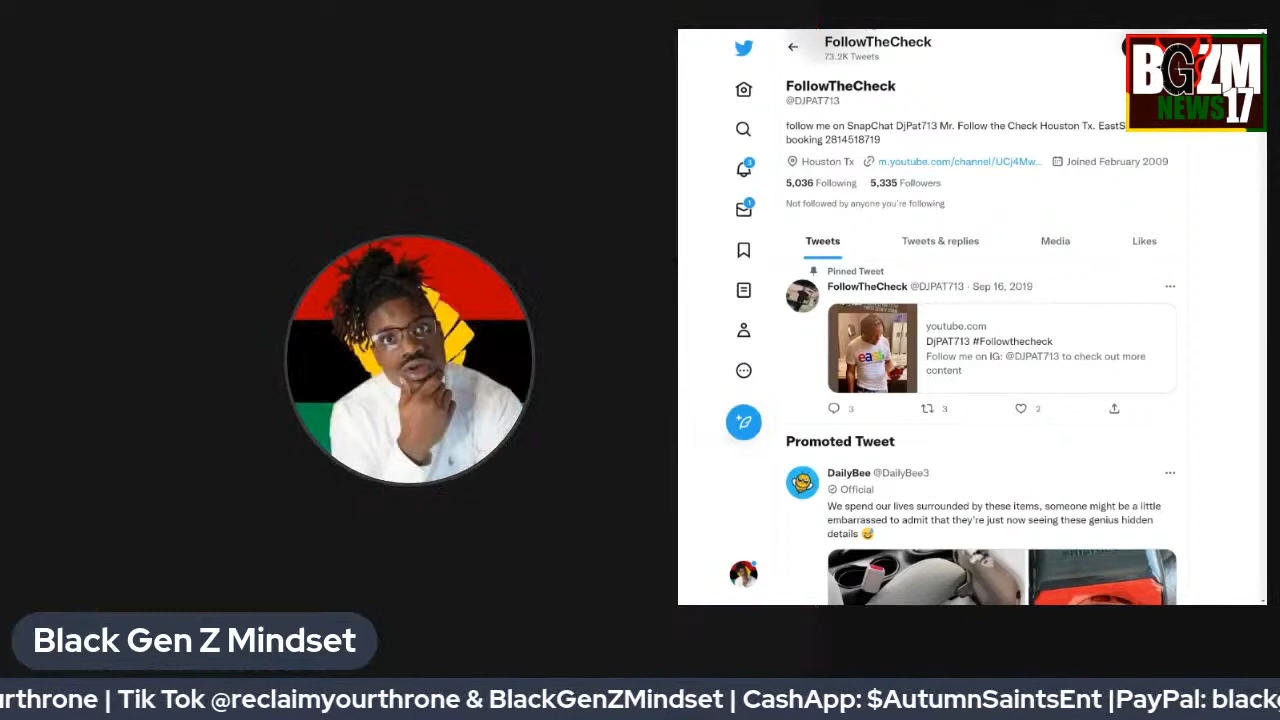 FollowTheCheck
73.2K Tweets
BGZM
NEWS 17
FollowTheCheck
@DJPAT713
follow me on SnapChat DjPat713 Mr. Follow the Check Houston Tx.
booking 2814518719
Houston Tx m.youtube.com/channel/UCj4Mw... Joined February 2009
5,036 Following 5,335 Followers
Not followed by anyone you're following
3
1
Tweets Tweets & replies Media Likes
Pinned Tweet
FollowTheCheck @DJPAT713 · Sep 16, 2019
youtube.com
DjPAT713 #Followthecheck
Follow me on IG: @DJPAT713 to check out more
content
3 3 2
Promoted Tweet
DailyBee @DailyBee3
Official
We spend our lives surrounded by these items, someone might be a little
embarrassed to admit that they're just now seeing these genius hidden
details 😅
Black Gen Z Mindset
urthrone | Tik Tok @reclaimyourthrone & BlackGenZMindset | CashApp: $AutumnSaintsEnt |PayPal: black